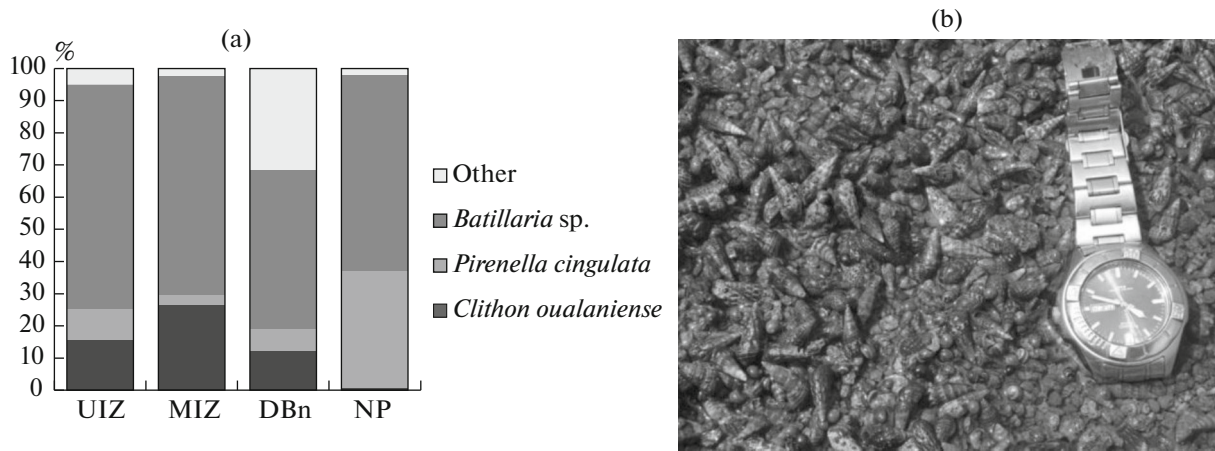 (a)
%
100
90
80
70
60
50
40
30
20
10
0
UIZ MIZ DBn NP
Other
Batillaria sp.
Pirenella cingulata
Clithon oualaniense
(b)